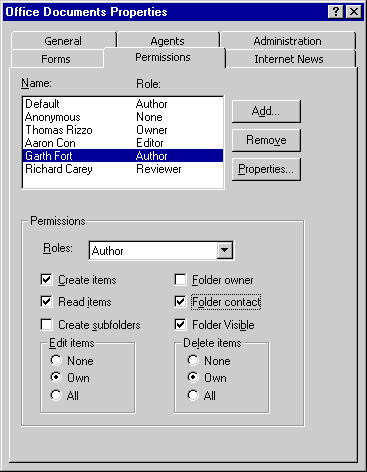 Office Documents Properties
General Agents Administration
Forms Permissions Internet News
Name: Role:
Default Author
Anonymous None
Thomas Rizzo Owner
Aaron Con Editor
Garth Fort Author
Richard Carey Reviewer
Add...
Remove
Properties...
Permissions
Roles: Author
Create items Folder owner
Read items Folder contact
Create subfolders Folder Visible
Edit items Delete items
None None
Own Own
All All